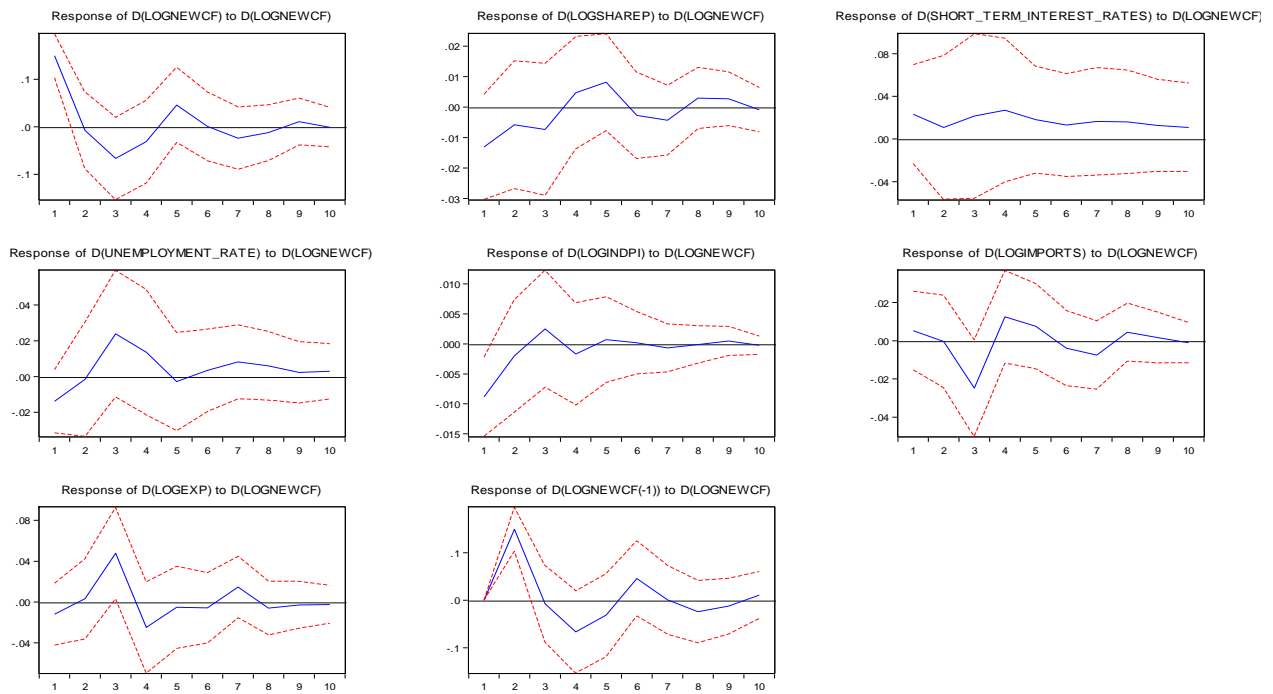 Response of D(LOGNEWCF) to D(LOGNEWCF)
.1
.0
-.1
1 2 3 4 5 6 7 8 9 10
Response of D(LOGSHAREP) to D(LOGNEWCF)
.02
.01
.00
-.01
-.02
-.03
1 2 3 4 5 6 7 8 9 10
Response of D(SHORT_TERM_INTEREST_RATES) to D(LOGNEWCF)
.08
.04
.00
-.04
1 2 3 4 5 6 7 8 9 10
Response of D(UNEMPLOYMENT_RATE) to D(LOGNEWCF)
.04
.02
.00
-.02
1 2 3 4 5 6 7 8 9 10
Response of D(LOGINDPI) to D(LOGNEWCF)
.010
.005
.000
-.005
-.010
-.015
1 2 3 4 5 6 7 8 9 10
Response of D(LOGIMPORTS) to D(LOGNEWCF)
.02
.00
-.02
-.04
1 2 3 4 5 6 7 8 9 10
Response of D(LOGEXP) to D(LOGNEWCF)
.08
.04
.00
-.04
1 2 3 4 5 6 7 8 9 10
Response of D(LOGNEWCF(-1)) to D(LOGNEWCF)
.1
.0
-.1
1 2 3 4 5 6 7 8 9 10